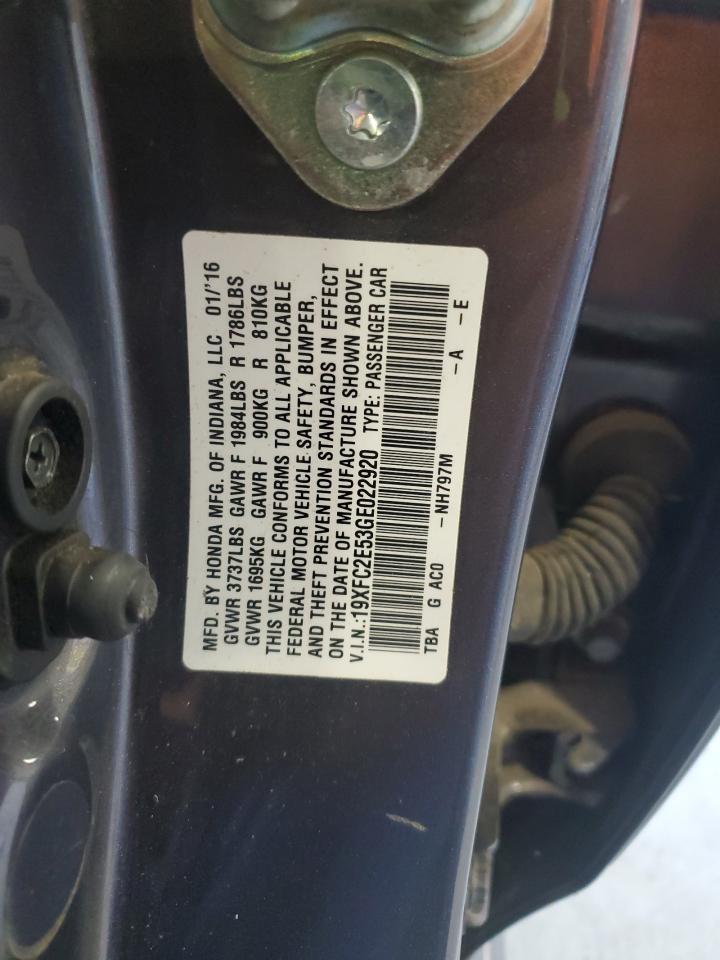 MFD. BY HONDA MFG. OF INDIANA, LLC 01/'16
GVWR 3737LBS GAWR F 1984LBS R 1786LBS
GVWR 1695KG GAWR F 900KG R 810KG
THIS VEHICLE CONFORMS TO ALL APPLICABLE
FEDERAL MOTOR VEHICLE SAFETY, BUMPER,
AND THEFT PREVENTION STANDARDS IN EFFECT
ON THE DATE OF MANUFACTURE SHOWN ABOVE.
V.I.N.:19XFC2E53GE022920 TYPE: PASSENGER CAR
TBA G AC0 -NH797M -A -E